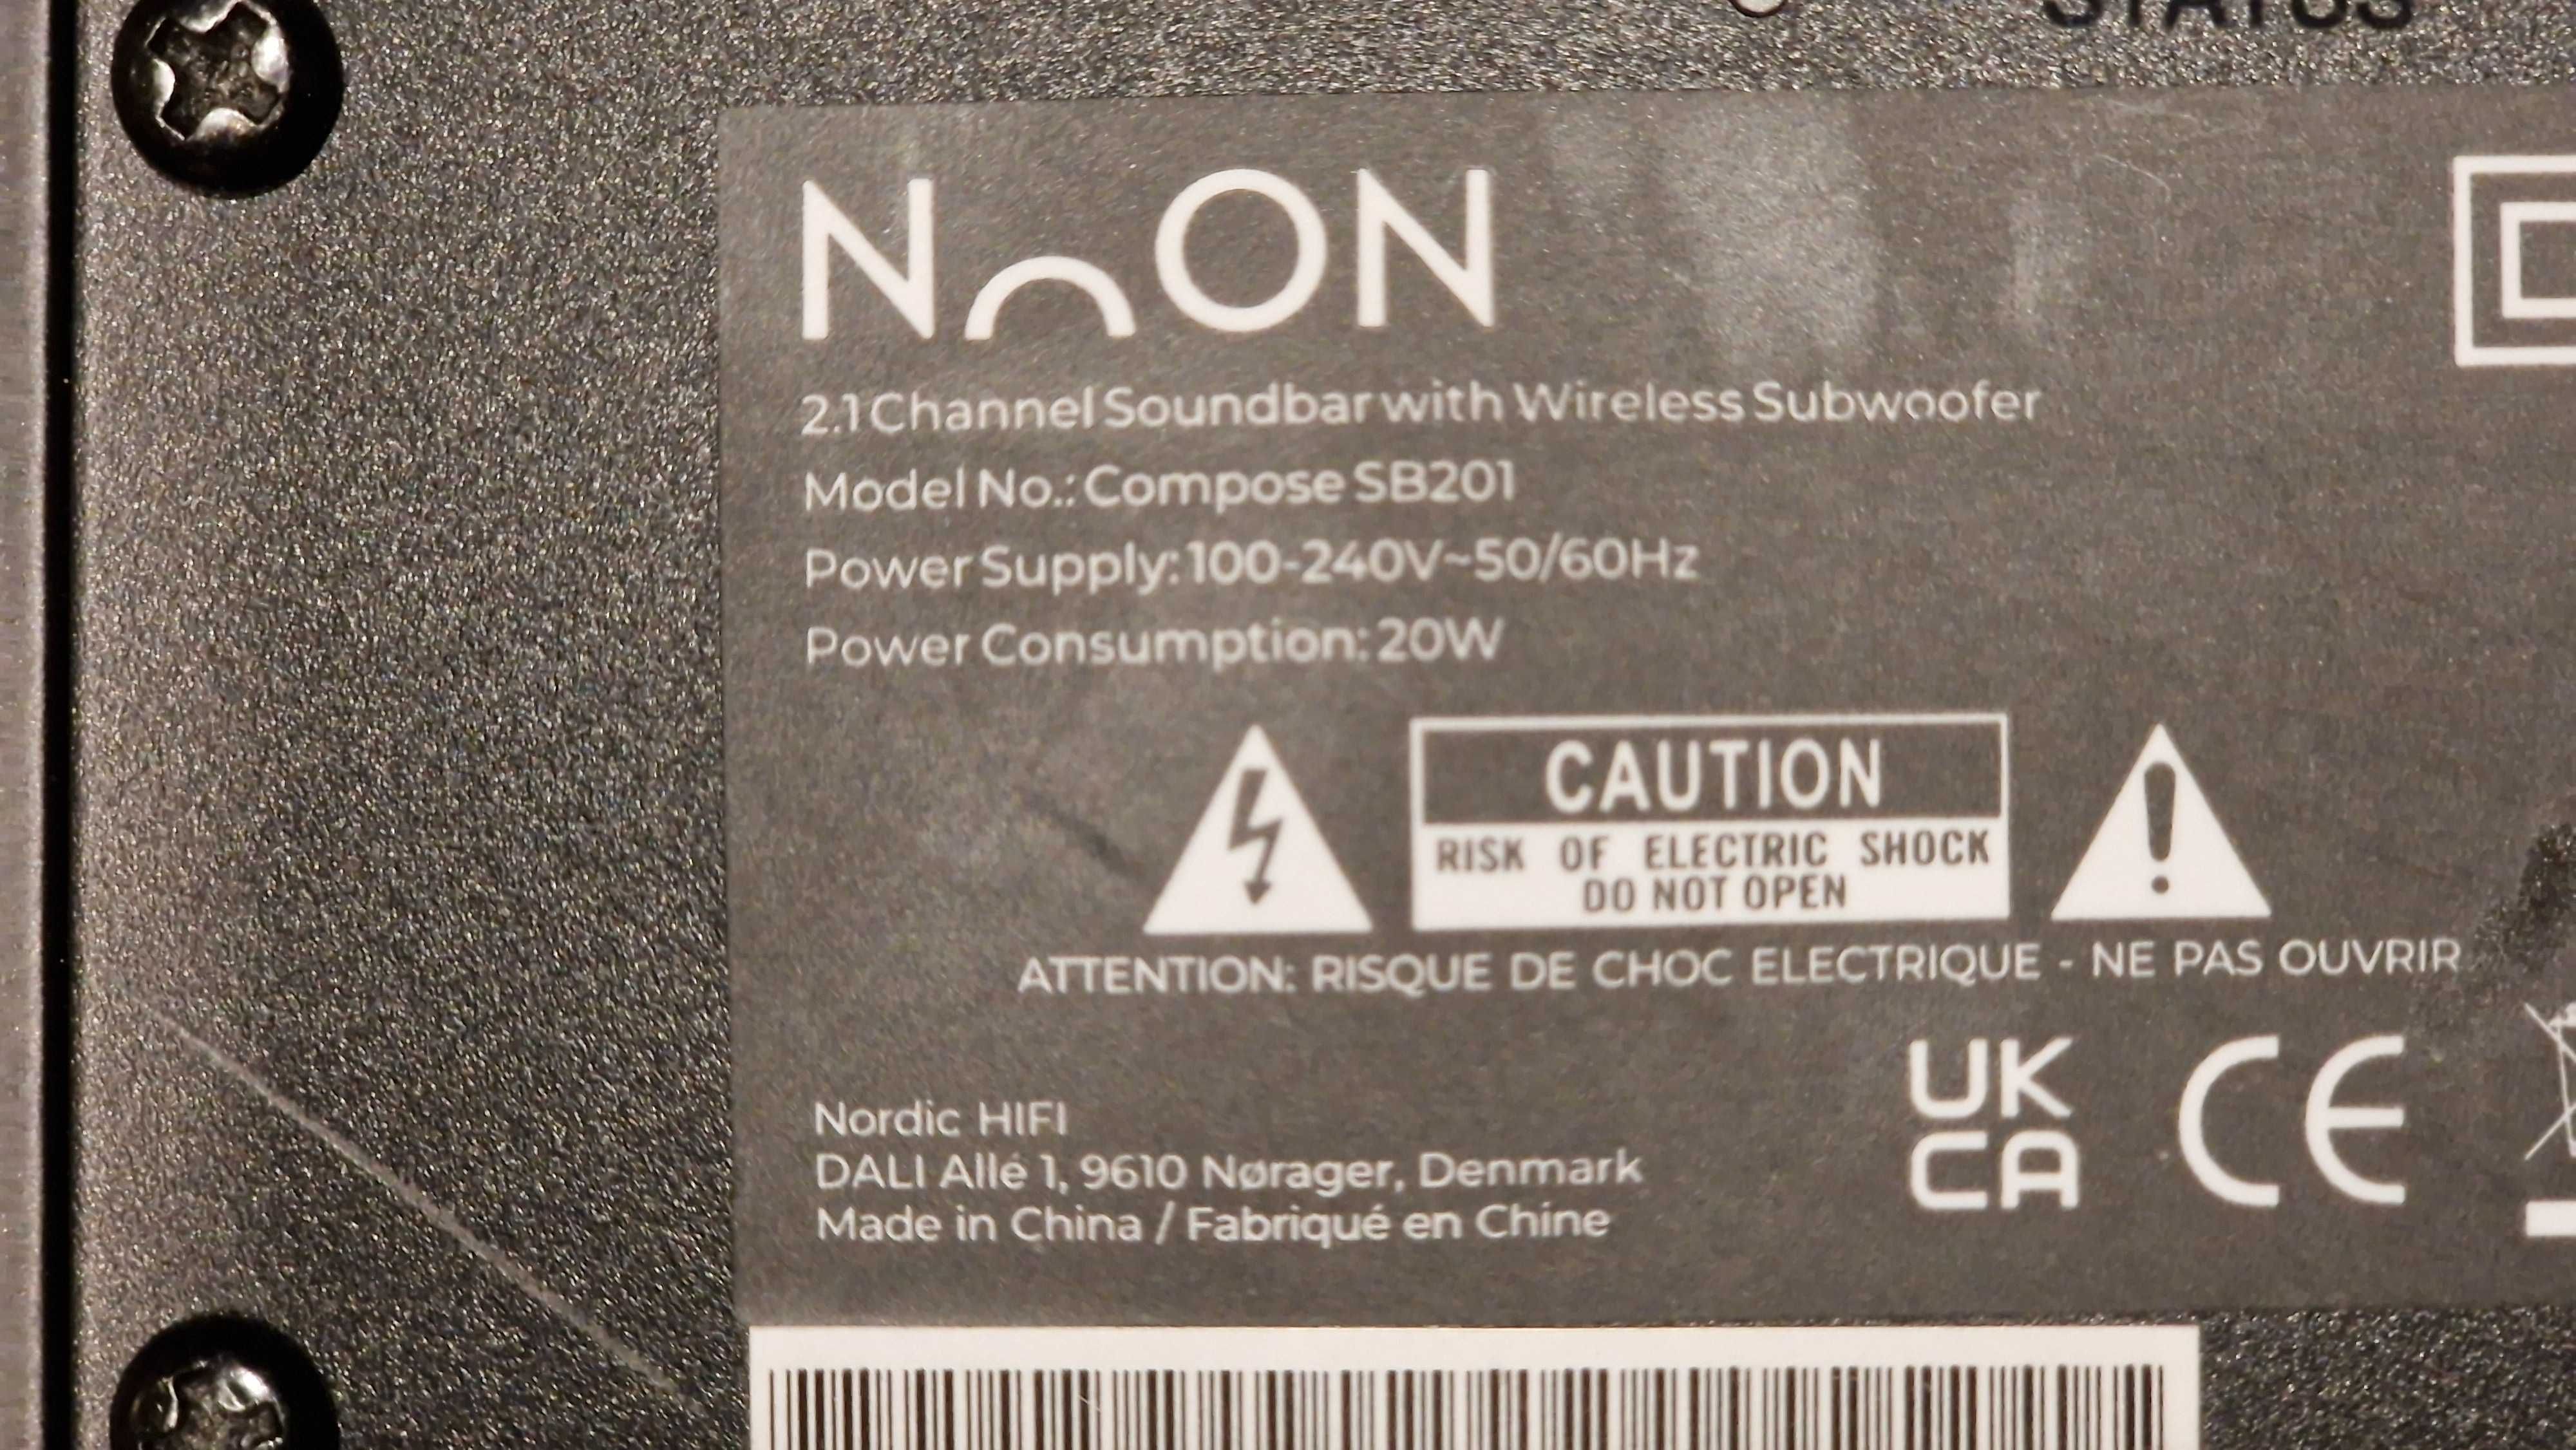 STATUS
NOON
2.1 Channel Soundbar with Wireless Subwoofer
Model No.: Compose SB201
Power Supply: 100-240V~50/60Hz
Power Consumption: 20W
CAUTION
RISK OF ELECTRIC SHOCK
DO NOT OPEN
ATTENTION: RISQUE DE CHOC ELECTRIQUE - NE PAS OUVRIR
UK
CA
CE
Nordic HIFI
DALI Allé 1, 9610 Nørager, Denmark
Made in China / Fabriqué en Chine